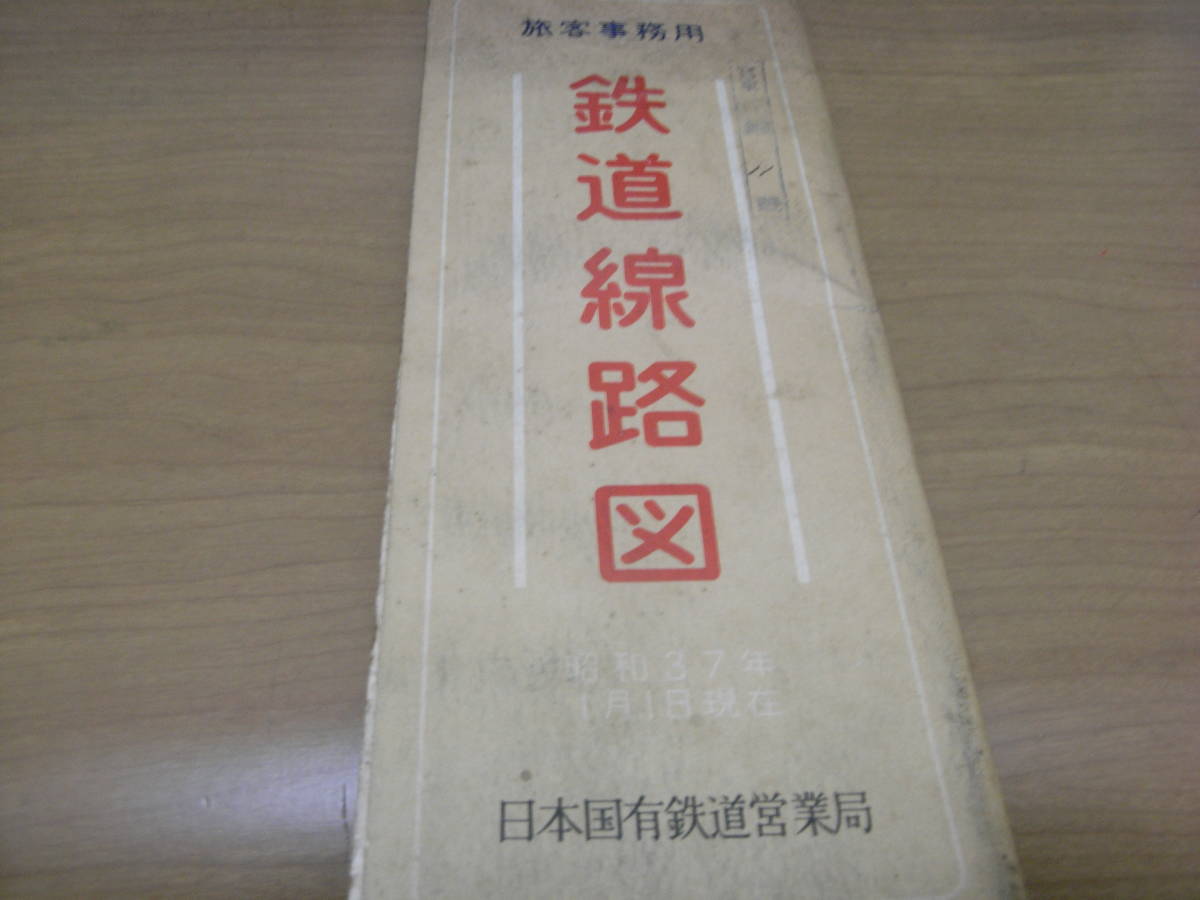 旅客事務用
鉄道線路図
昭和37年
1月1日現在
日本国有鉄道営業局